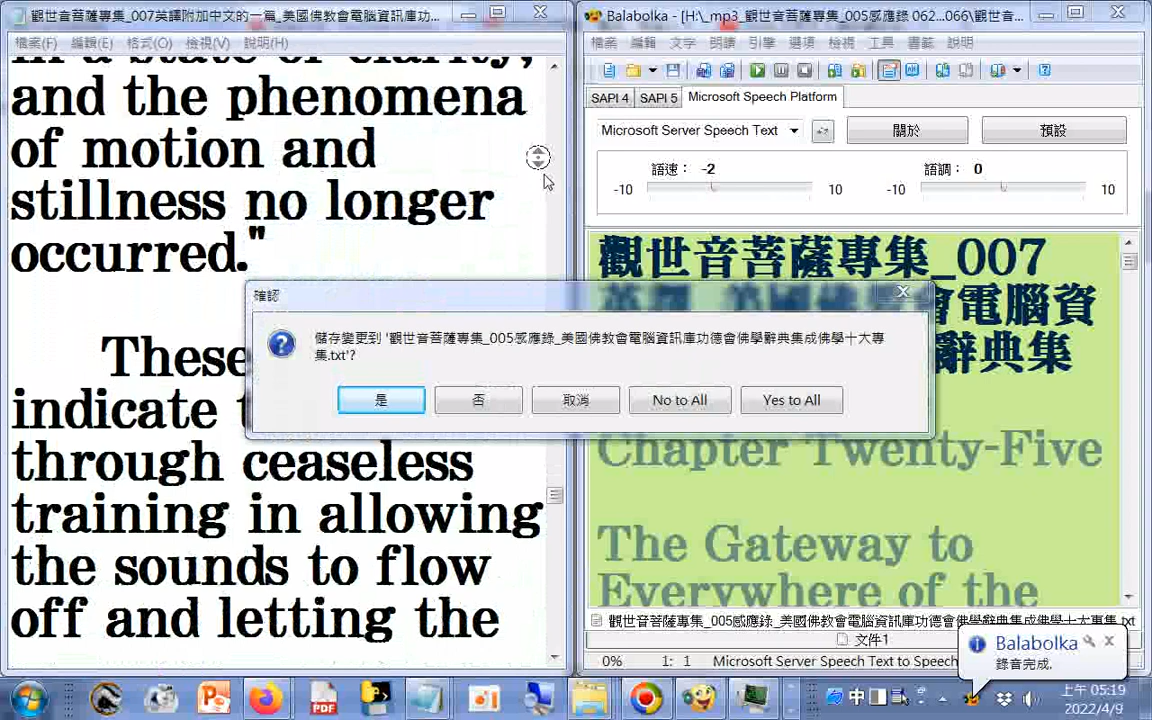 觀世音菩薩專集_007英譯附加中文的一篇_美國佛教會電腦資訊庫功...
檔案(F) 編輯(E) 格式(O) 檢視(V) 說明(H)
in a state of clarity,
and the phenomena
of motion and
stillness no longer
occurred."
These
indicate
through ceaseless
training in allowing
the sounds to flow
off and letting the
Balabolka - [H:\_mp3_觀世音菩薩專集_005感應錄 062...066\觀世音...
檔案 編輯 文字 朗讀 引擎 選項 檢視 工具 書籤 說明
SAPI 4 SAPI 5 Microsoft Speech Platform
Microsoft Server Speech Text 關於 預設
語速: -2 語調: 0
-10 10 -10 10
觀世音菩薩專集_007
會電腦資
辭典集
Chapter Twenty-Five
The Gateway to
Everywhere of the
確認
儲存變更到 '觀世音菩薩專集_005感應錄_美國佛教會電腦資訊庫功德會佛學辭典集成佛學十大專
集.txt'?
是 否 取消 No to All Yes to All
觀世音菩薩專集_005感應錄_美國佛教會電腦資訊庫功德會佛學辭典集成佛學十大專集.txt
文件1
0% 1: 1 Microsoft Server Speech Text to Speech
Balabolka
錄音完成.
中
上午 05:19
2022/4/9